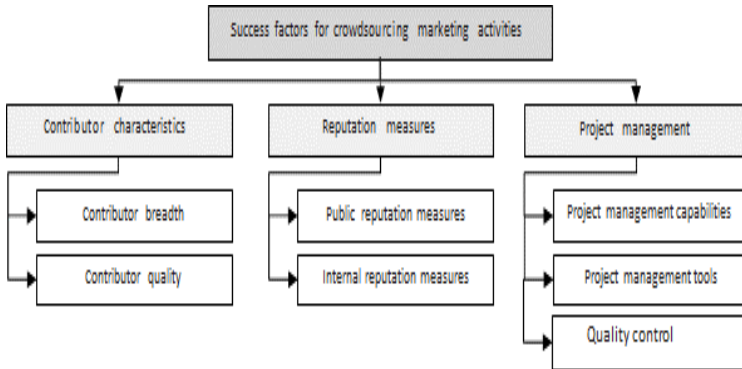 Success factors for crowdsourcing marketing activities
Contributor characteristics
Contributor breadth
Contributor quality
Reputation measures
Public reputation measures
Internal reputation measures
Project management
Project management capabilities
Project management tools
Quality control